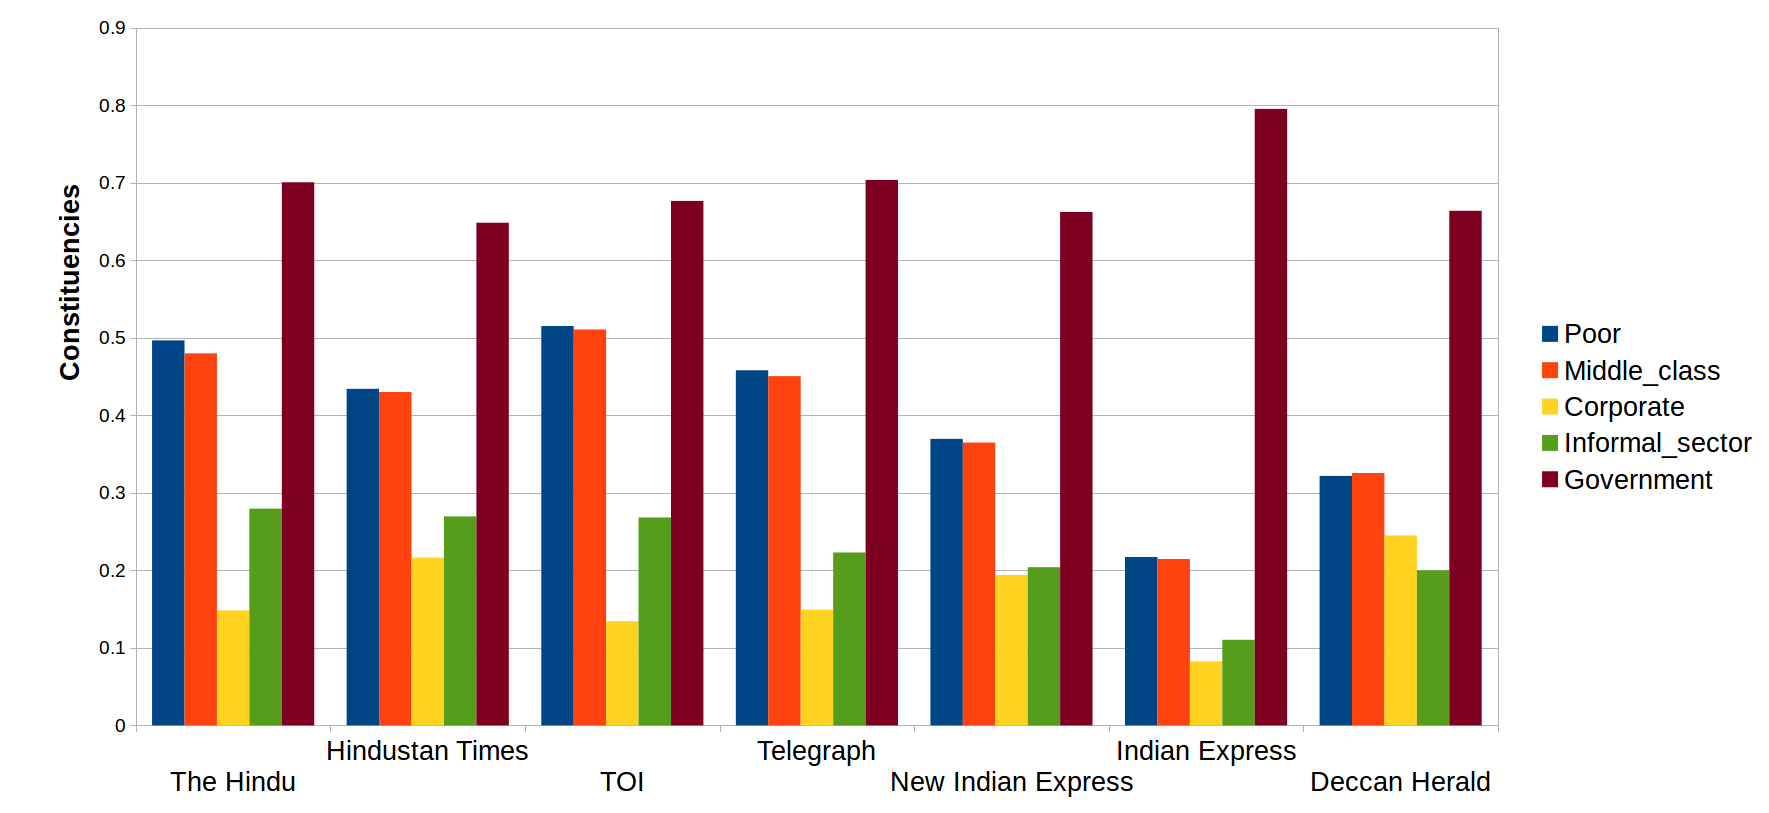 0.9
0.8
0.7
0.6
0.5
0.4
0.3
0.2
0.1
0
Constituencies
Hindustan Times
Telegraph
Indian Express
The Hindu
TOI
New Indian Express
Deccan Herald
Poor
Middle_class
Corporate
Informal_sector
Government